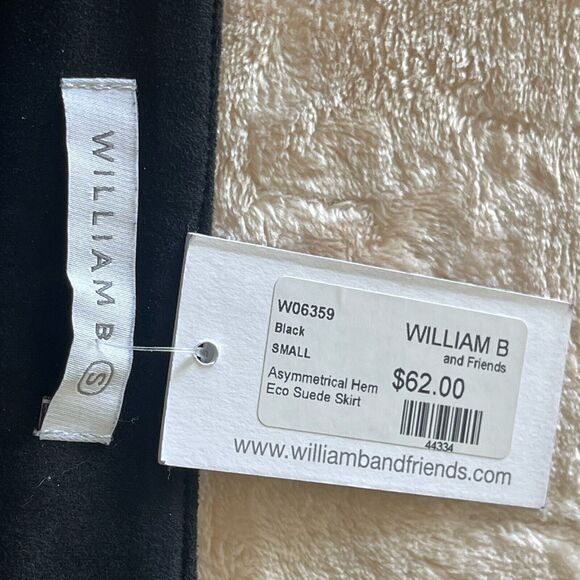 WILLIAM B. S
W06359
Black
SMALL
Asymmetrical Hem
Eco Suede Skirt
WILLIAM B
and Friends
$62.00
44334
www.williambandfriends.com